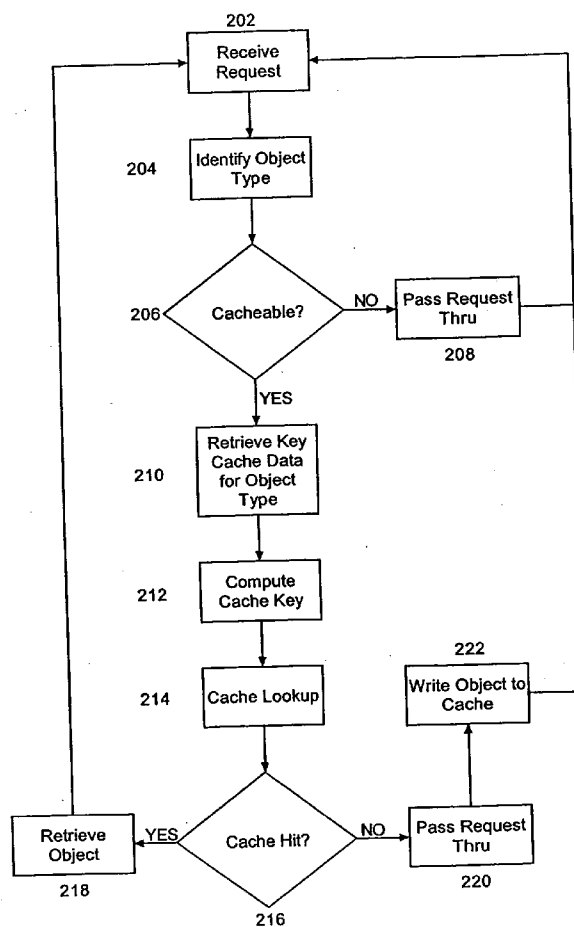 202
Receive
Request
204
Identify Object
Type
206
Cacheable?
NO
Pass Request
Thru
208
YES
210
Retrieve Key
Cache Data
for Object
Type
212
Compute
Cache Key
214
Cache Lookup
222
Write Object to
Cache
Retrieve
Object
218
YES
Cache Hit?
216
NO
Pass Request
Thru
220